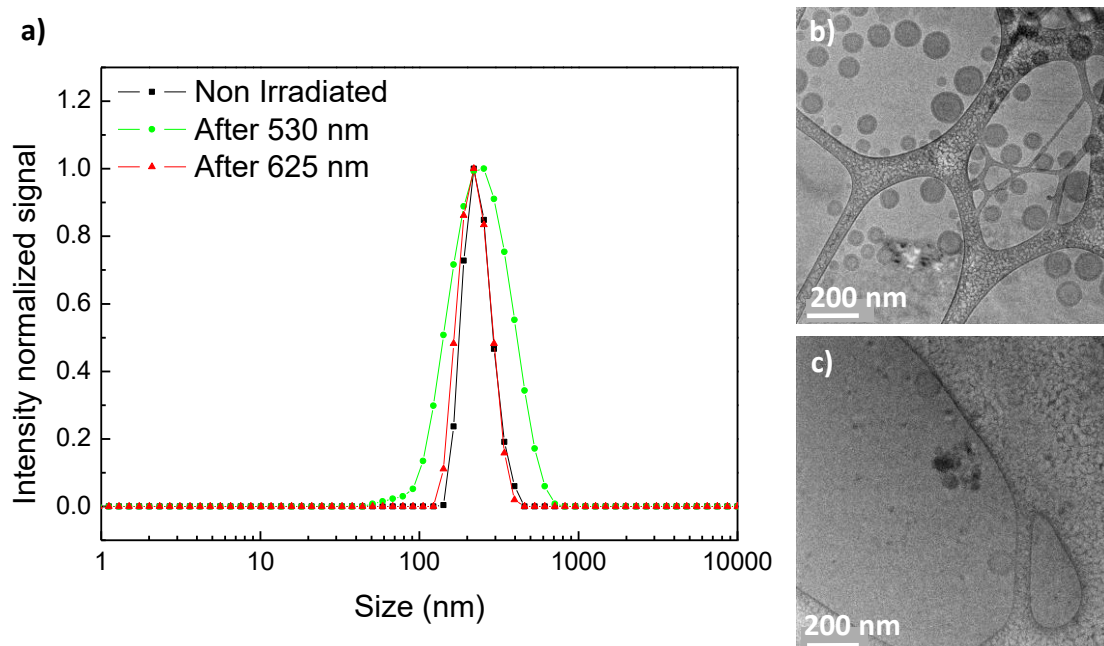 a)
Non Irradiated
After 530 nm
After 625 nm
1.2
1.0
0.8
0.6
0.4
0.2
0.0
Intensity normalized signal
1
10
100
1000
10000
Size (nm)
b)
200 nm
c)
200 nm